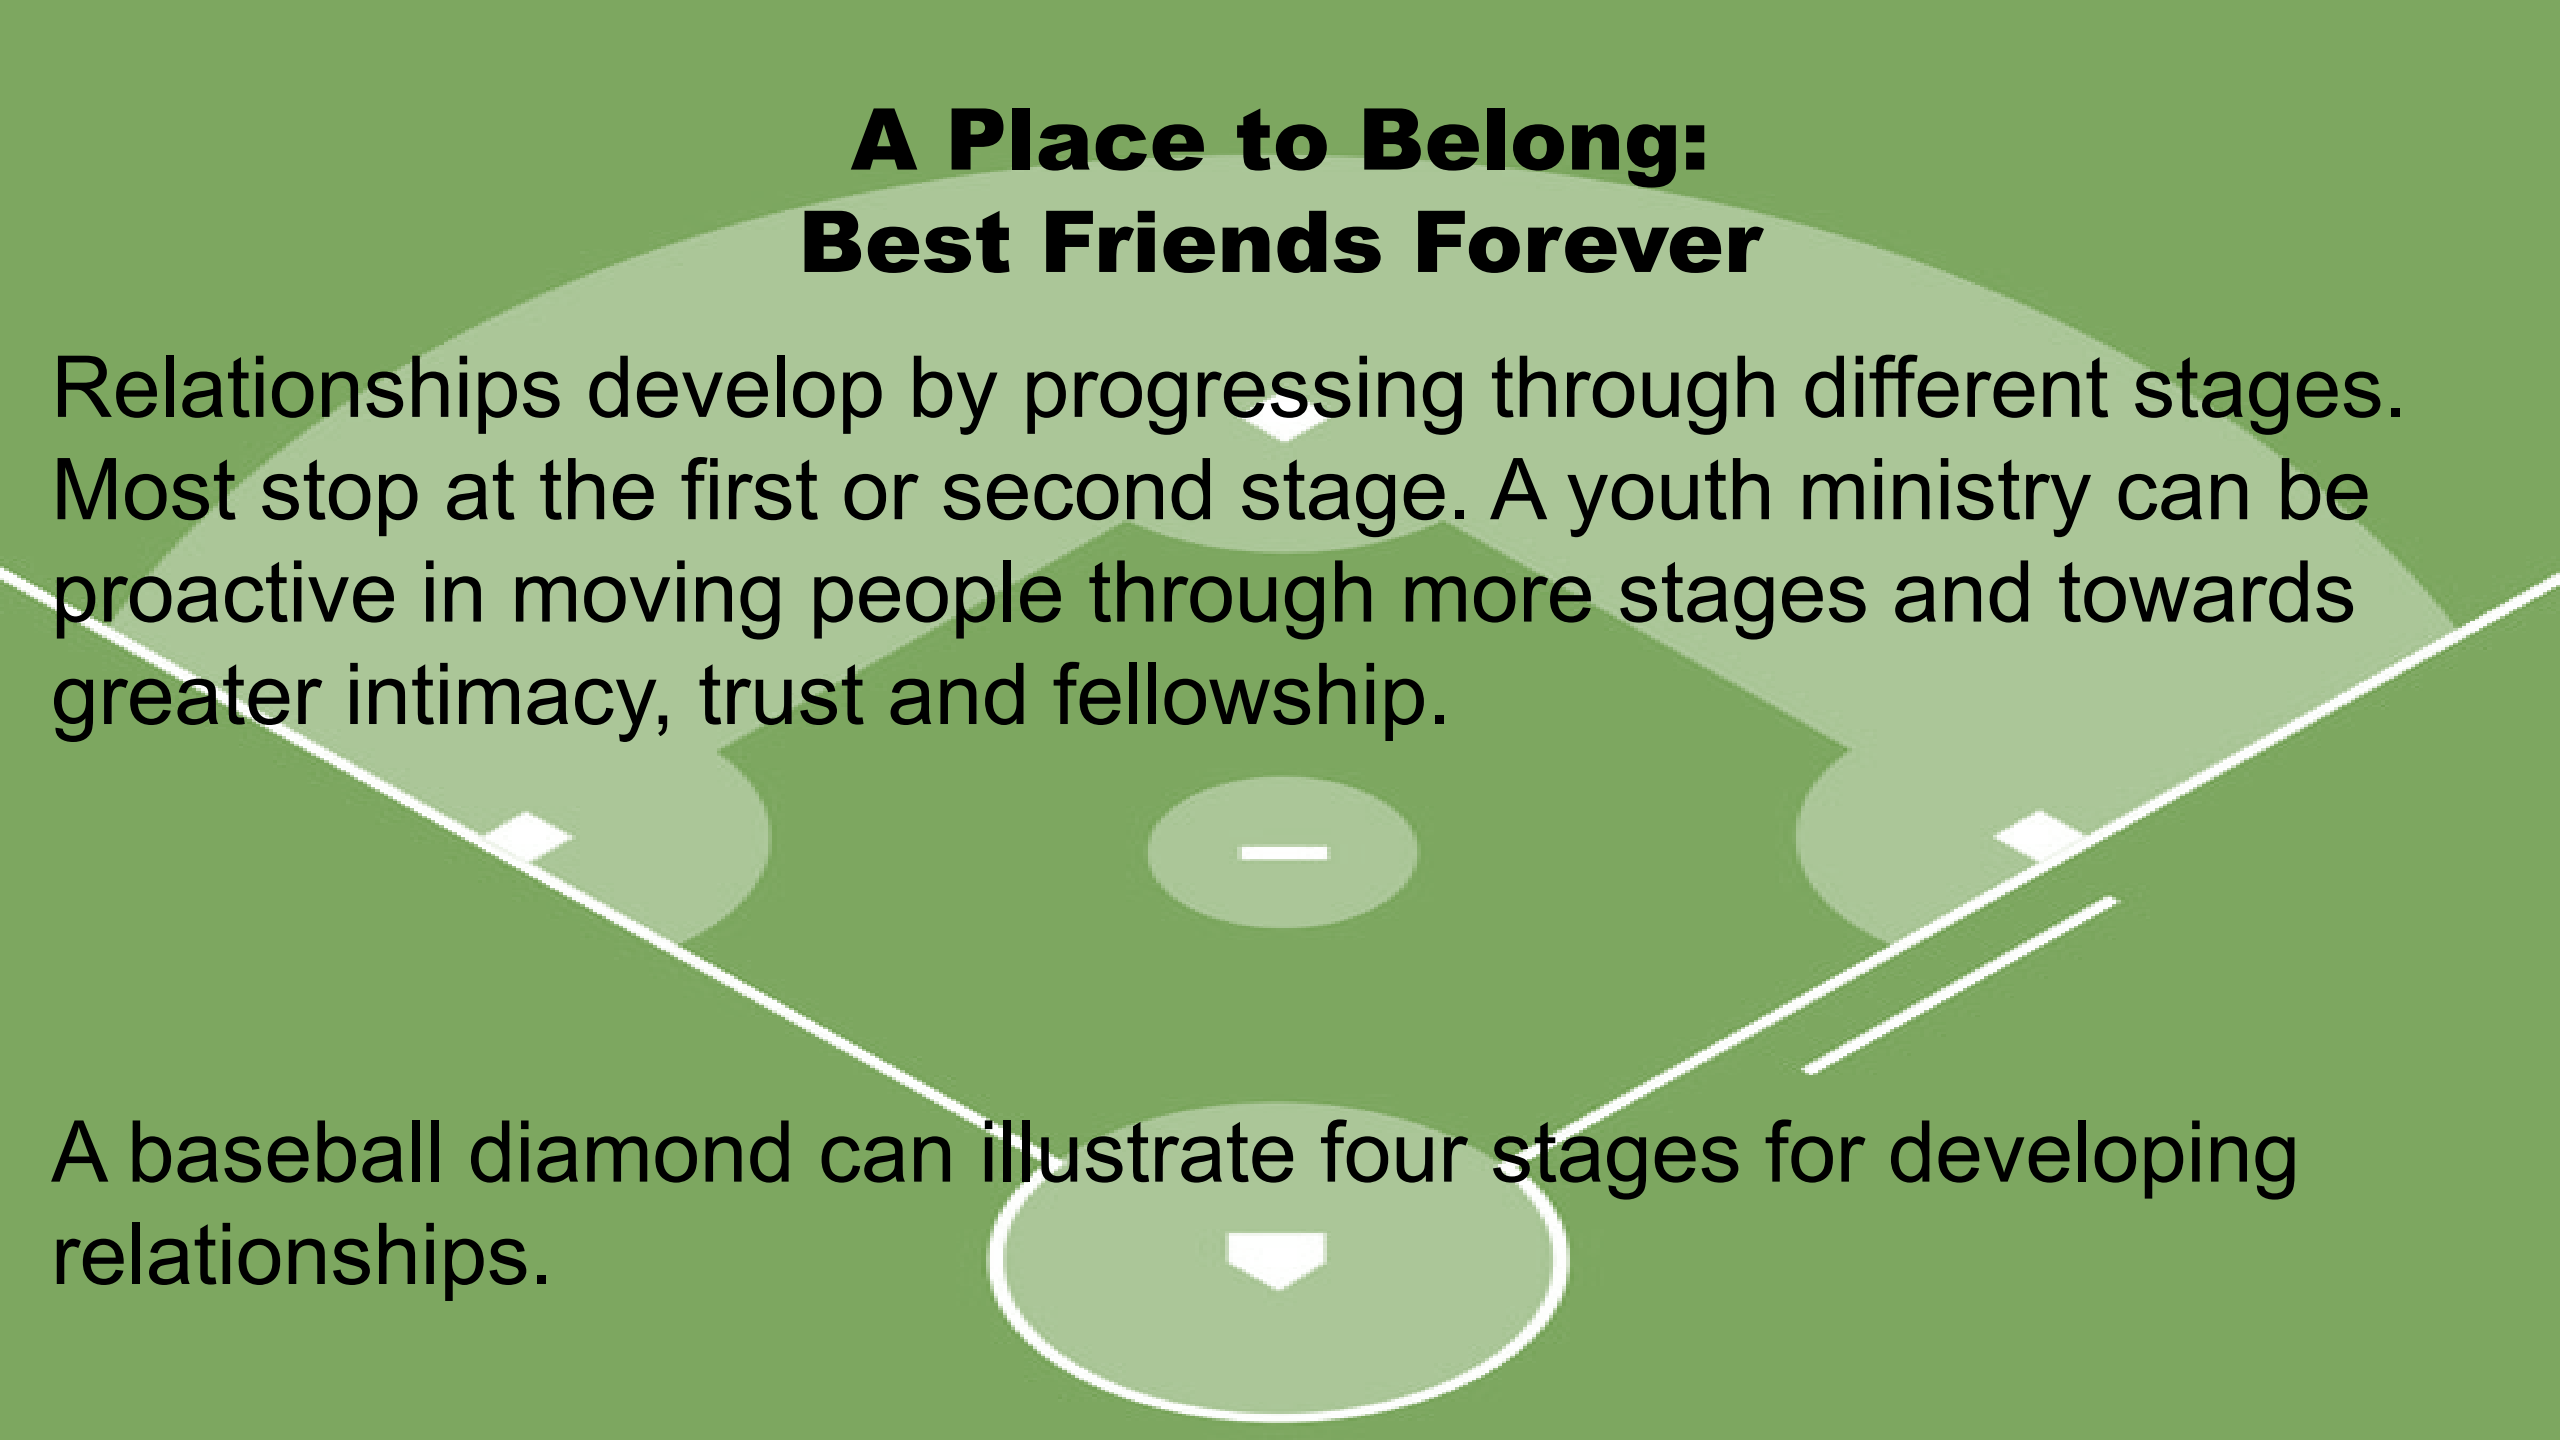 A Place to Belong:
Best Friends Forever
Relationships develop by progressing through different stages.
Most stop at the first or second stage. A youth ministry can be
proactive in moving people through more stages and towards
greater intimacy, trust and fellowship.
A baseball diamond can illustrate four stages for developing
relationships.